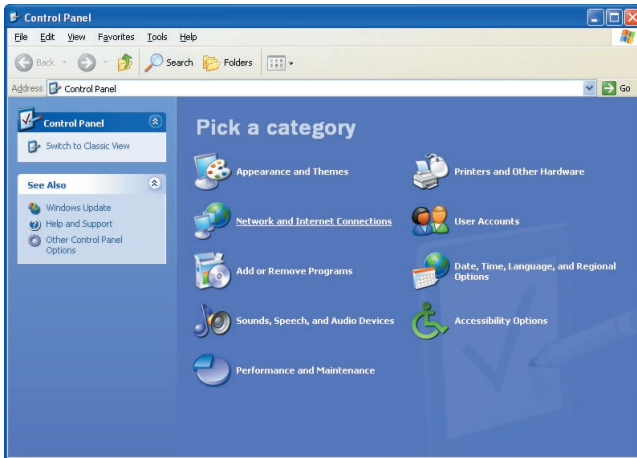 Control Panel
File Edit View Favorites Tools Help
Back Search Folders
Address Control Panel Go
Control Panel
Switch to Classic View
See Also
Windows Update
Help and Support
Other Control Panel
Options
Pick a category
Appearance and Themes
Printers and Other Hardware
Network and Internet Connections
User Accounts
Add or Remove Programs
Date, Time, Language, and Regional
Options
Sounds, Speech, and Audio Devices
Accessibility Options
Performance and Maintenance